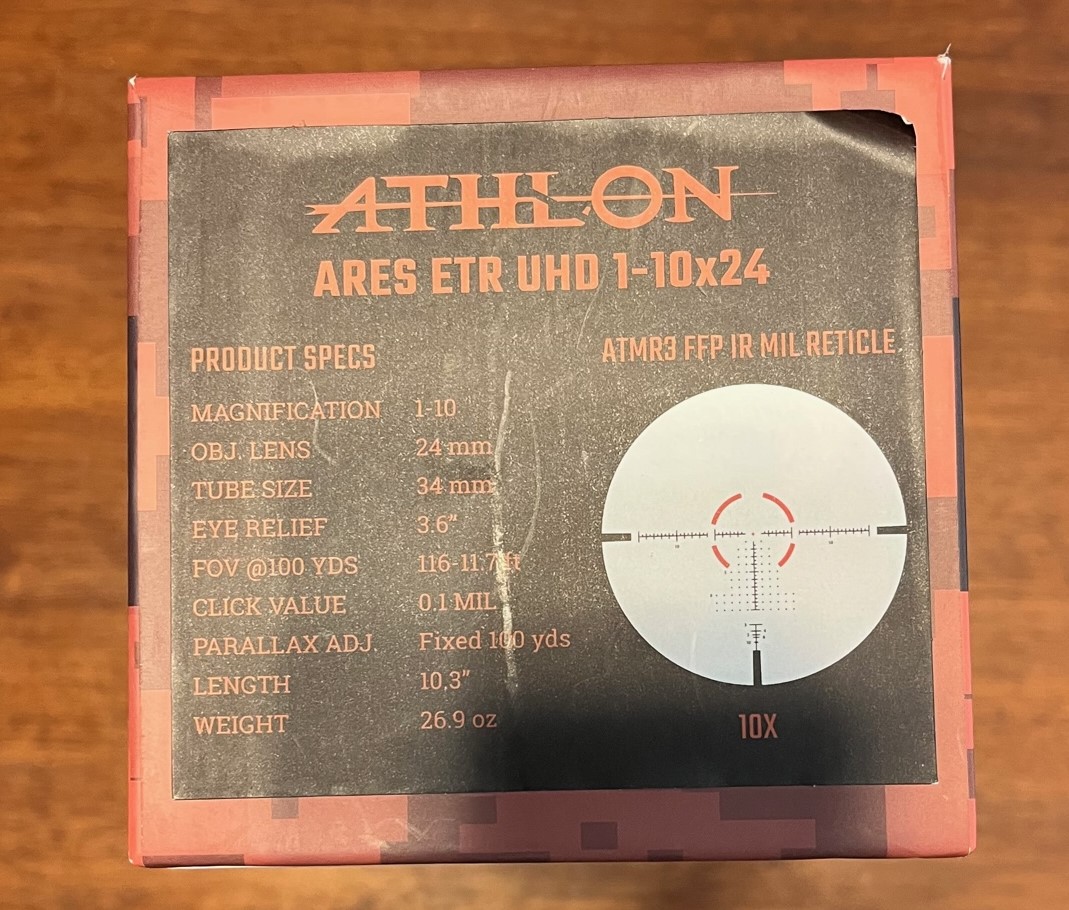 ATHLON
ARES ETR UHD 1-10x24
PRODUCT SPECS
MAGNIFICATION 1-10
OBJ. LENS 24 mm
TUBE SIZE 34 mm
EYE RELIEF 3.6"
FOV @100 YDS 116-11.7 ft
CLICK VALUE 0.1 MIL
PARALLAX ADJ. Fixed 100 yds
LENGTH 10,3"
WEIGHT 26.9 oz
ATMR3 FFP IR MIL RETICLE
10X